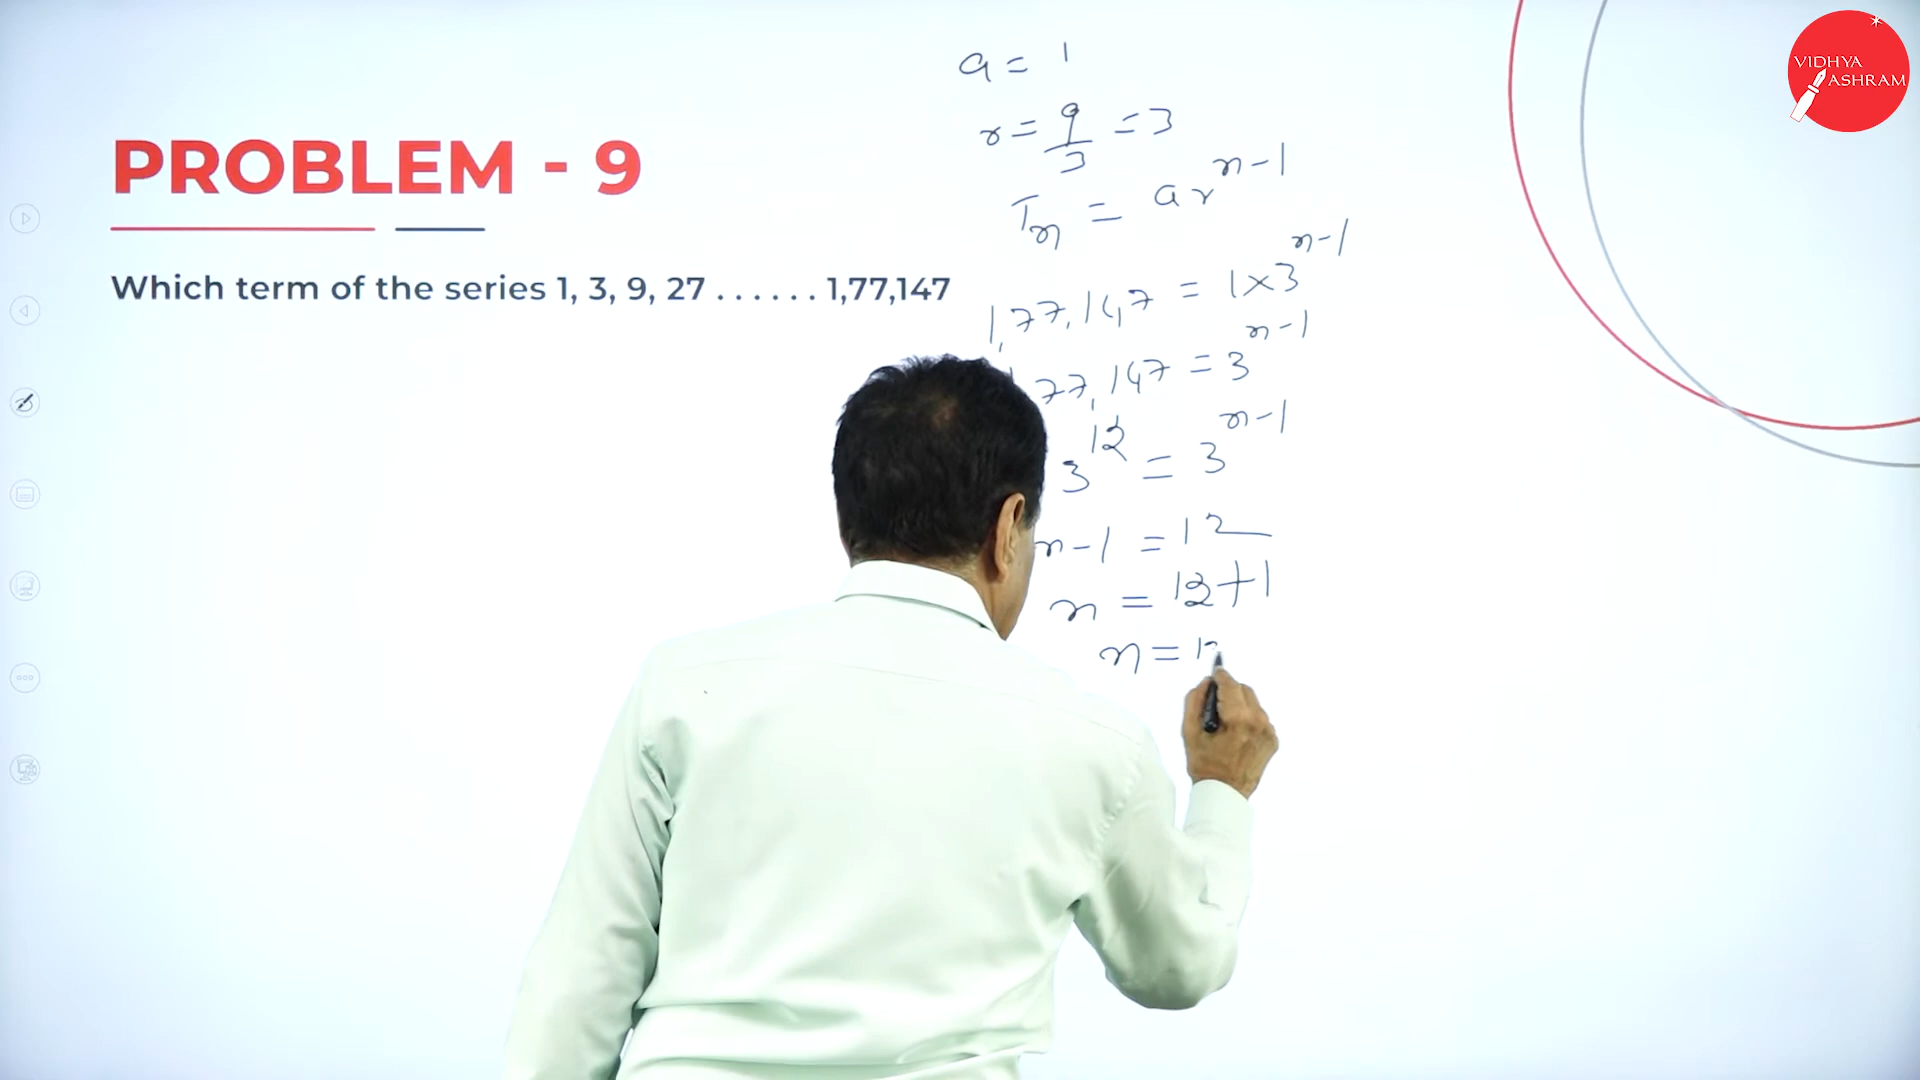 VIDHYA
ASHRAM
PROBLEM - 9
Which term of the series 1, 3, 9, 27 . . . . . . 1,77,147
a = 1
r = 9/3 = 3
Tn = ar^n-1
1,77,147 = 1×3^n-1
77,147 = 3^n-1
3^12 = 3^n-1
n-1 = 12
n = 12+1
n = 1